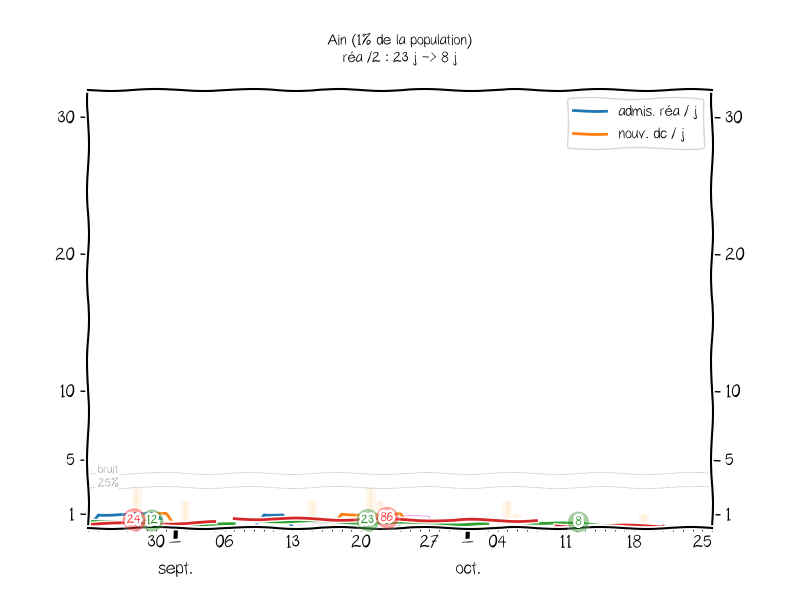 Ain (1% de la population)
réa /2 : 23 j -> 8 j
admis. réa / j
nouv. dc / j
30 30
20 20
10 10
5 5
bruit
25%
1 1
24 12 23 86 8
30 06 13 20 27 04 11 18 25
sept. oct.